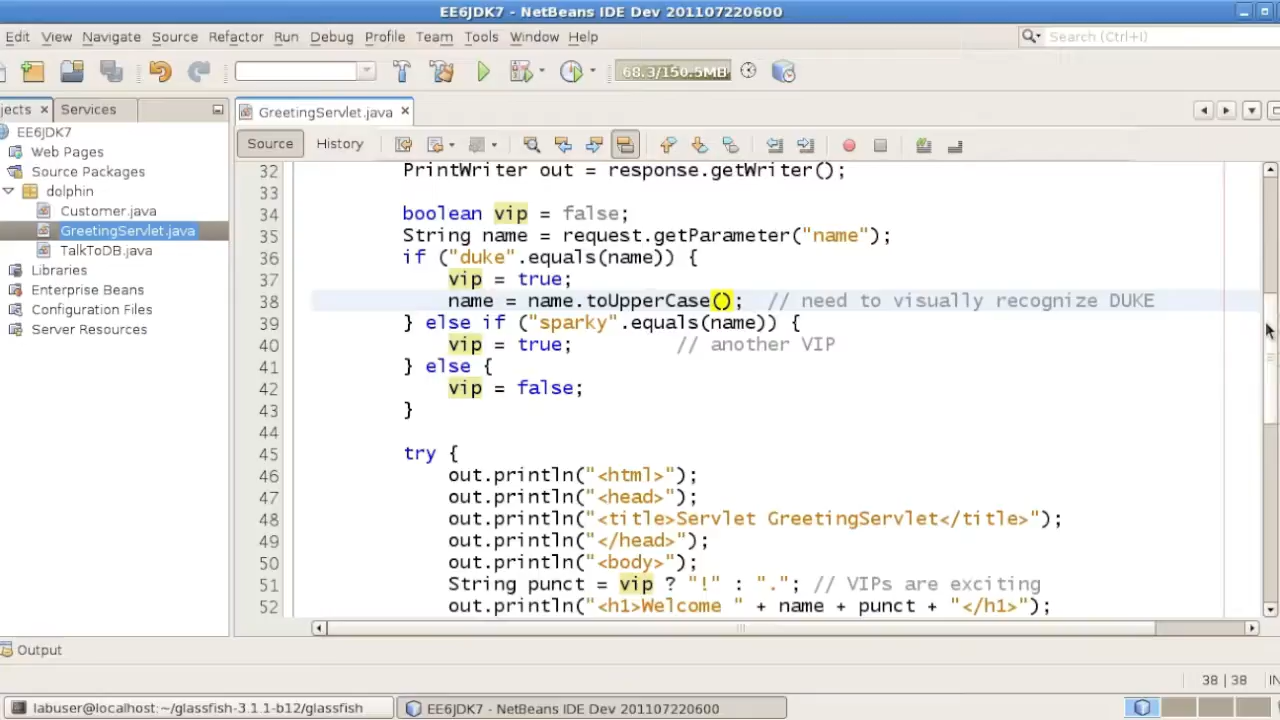 EE6JDK7 - NetBeans IDE Dev 201107220600
Edit View Navigate Source Refactor Run Debug Profile Team Tools Window Help Search (Ctrl+I)
68.3/150.5MB
jects Services
GreetingServlet.java
Source History
EE6JDK7
Web Pages
Source Packages
dolphin
Customer.java
GreetingServlet.java
TalkToDB.java
Libraries
Enterprise Beans
Configuration Files
Server Resources
32 PrintWriter out = response.getWriter();
33
34 boolean vip = false;
35 String name = request.getParameter("name");
36 if ("duke".equals(name)) {
37 vip = true;
38 name = name.toUpperCase(); // need to visually recognize DUKE
39 } else if ("sparky".equals(name)) {
40 vip = true; // another VIP
41 } else {
42 vip = false;
43 }
44
45 try {
46 out.println("<html>");
47 out.println("<head>");
48 out.println("<title>Servlet GreetingServlet</title>");
49 out.println("</head>");
50 out.println("<body>");
51 String punct = vip ? "!" : "."; // VIPs are exciting
52 out.println("<h1>Welcome " + name + punct + "</h1>");
Output
38 | 38 IN
labuser@localhost:~/glassfish-3.1.1-b12/glassfish
EE6JDK7 - NetBeans IDE Dev 201107220600